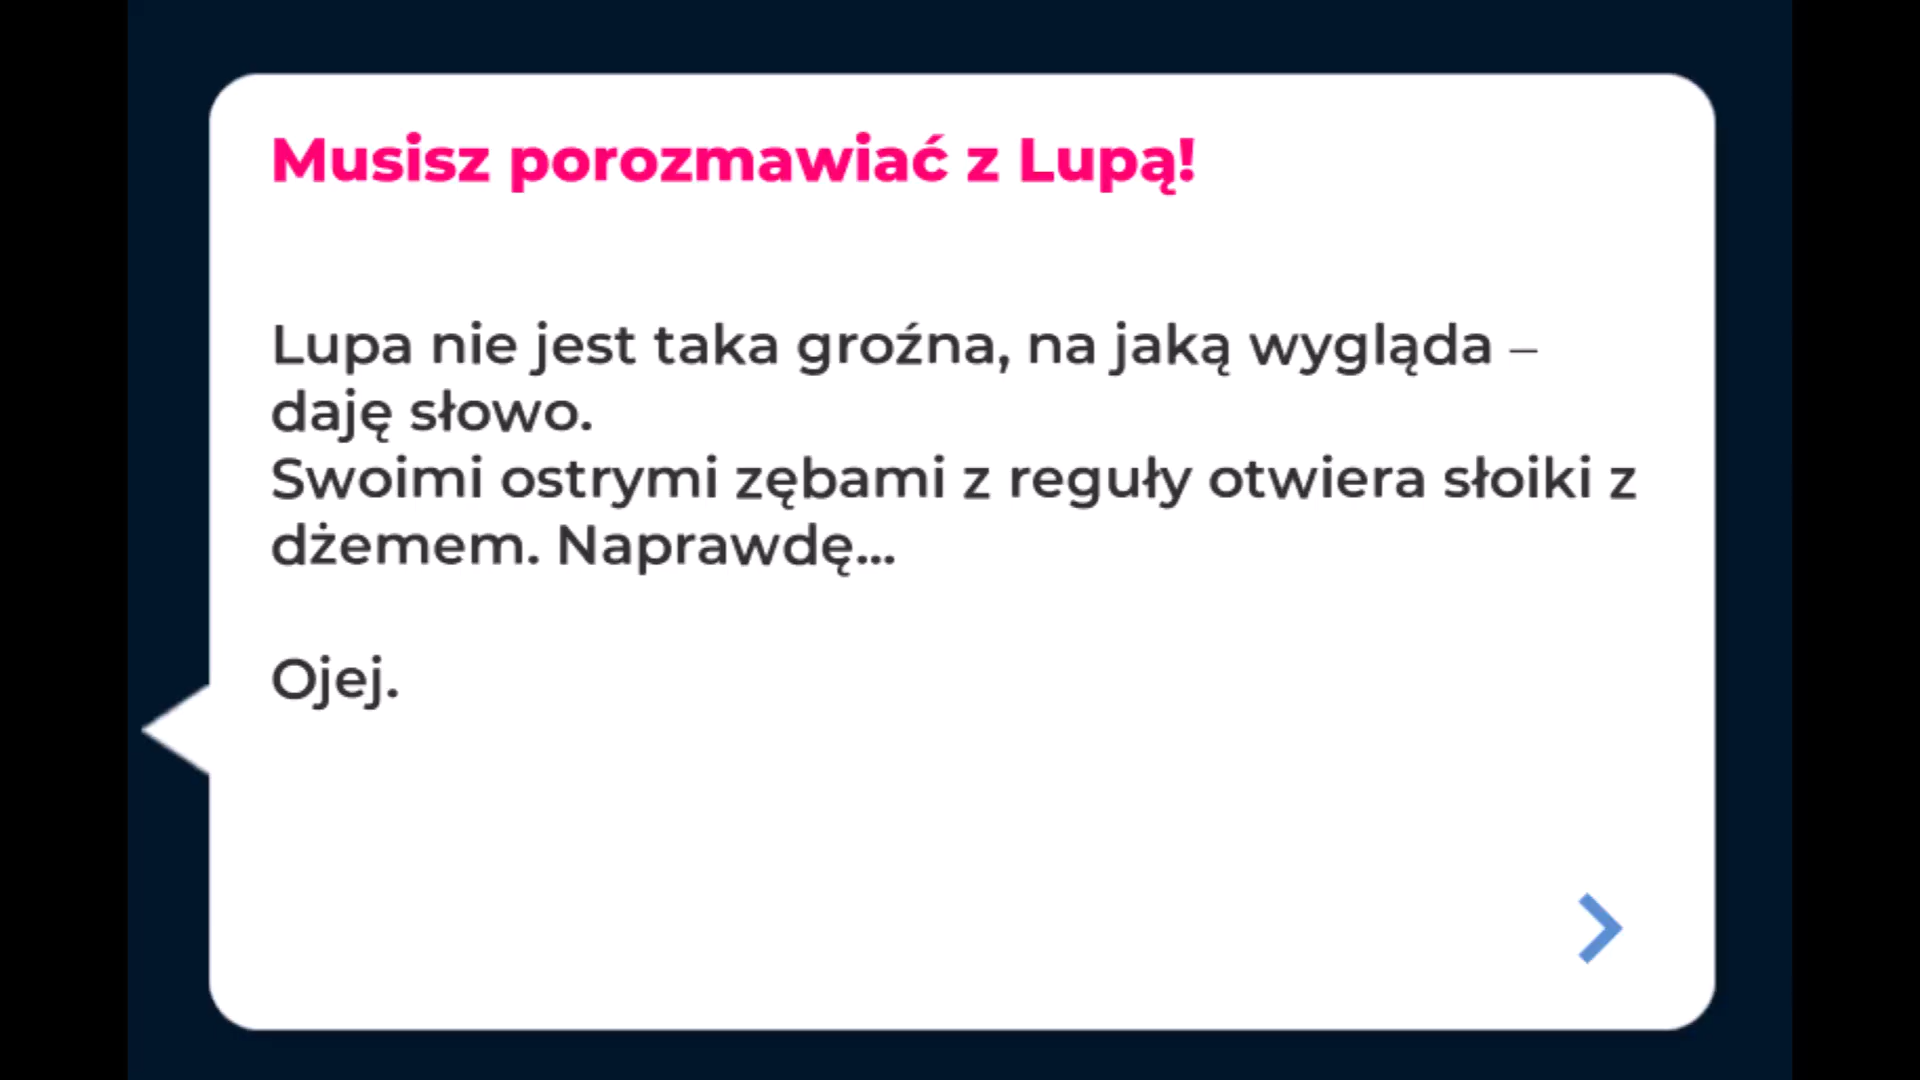 Musisz porozmawiać z Lupą!
Lupa nie jest taka groźna, na jaką wygląda –
daję słowo.
Swoimi ostrymi zębami z reguły otwiera słoiki z
dżemem. Naprawdę...
Ojej.